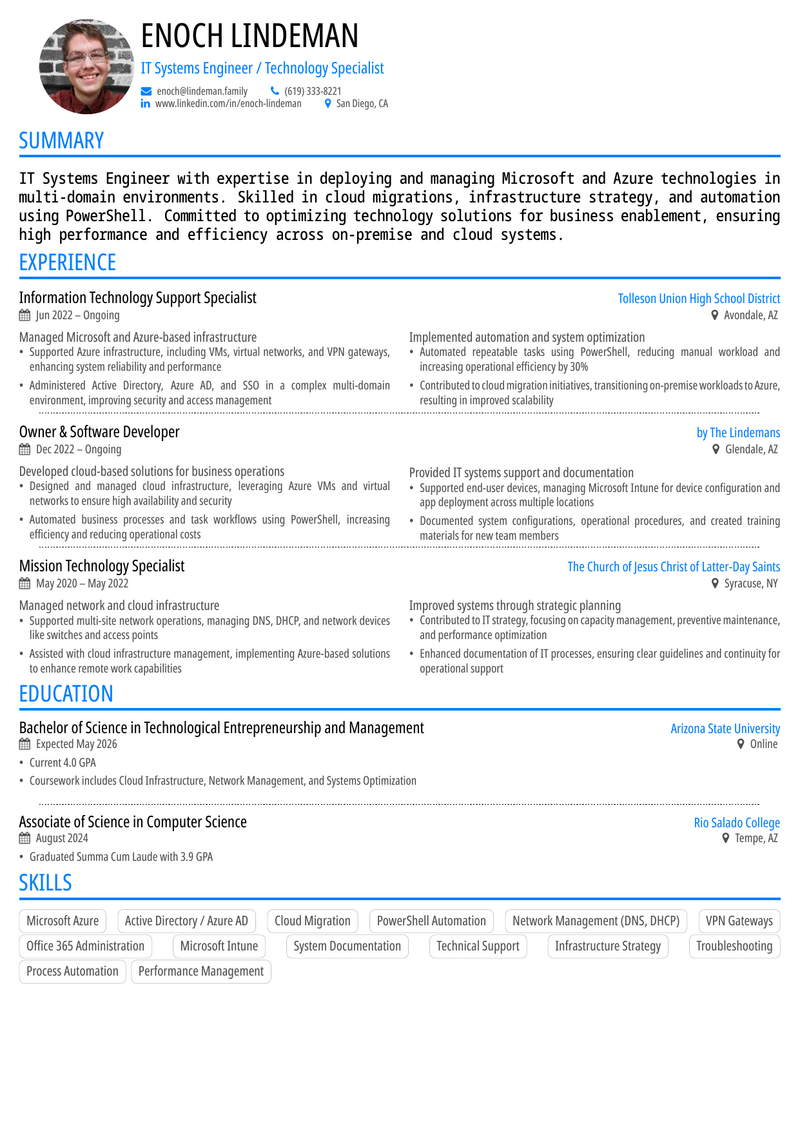 ENOCH LINDEMAN
IT Systems Engineer / Technology Specialist
enoch@lindeman.family (619) 333-8221
www.linkedin.com/in/enoch-lindeman San Diego, CA
SUMMARY
IT Systems Engineer with expertise in deploying and managing Microsoft and Azure technologies in
multi-domain environments. Skilled in cloud migrations, infrastructure strategy, and automation
using PowerShell. Committed to optimizing technology solutions for business enablement, ensuring
high performance and efficiency across on-premise and cloud systems.
EXPERIENCE
Information Technology Support Specialist Tolleson Union High School District
Jun 2022 – Ongoing Avondale, AZ
Managed Microsoft and Azure-based infrastructure
• Supported Azure infrastructure, including VMs, virtual networks, and VPN gateways,
enhancing system reliability and performance
• Administered Active Directory, Azure AD, and SSO in a complex multi-domain
environment, improving security and access management
Implemented automation and system optimization
• Automated repeatable tasks using PowerShell, reducing manual workload and
increasing operational efficiency by 30%
• Contributed to cloud migration initiatives, transitioning on-premise workloads to Azure,
resulting in improved scalability
Owner & Software Developer by The Lindemans
Dec 2022 – Ongoing Glendale, AZ
Developed cloud-based solutions for business operations
• Designed and managed cloud infrastructure, leveraging Azure VMs and virtual
networks to ensure high availability and security
• Automated business processes and task workflows using PowerShell, increasing
efficiency and reducing operational costs
Provided IT systems support and documentation
• Supported end-user devices, managing Microsoft Intune for device configuration and
app deployment across multiple locations
• Documented system configurations, operational procedures, and created training
materials for new team members
Mission Technology Specialist The Church of Jesus Christ of Latter-Day Saints
May 2020 – May 2022 Syracuse, NY
Managed network and cloud infrastructure
• Supported multi-site network operations, managing DNS, DHCP, and network devices
like switches and access points
• Assisted with cloud infrastructure management, implementing Azure-based solutions
to enhance remote work capabilities
Improved systems through strategic planning
• Contributed to IT strategy, focusing on capacity management, preventive maintenance,
and performance optimization
• Enhanced documentation of IT processes, ensuring clear guidelines and continuity for
operational support
EDUCATION
Bachelor of Science in Technological Entrepreneurship and Management Arizona State University
Expected May 2026 Online
• Current 4.0 GPA
• Coursework includes Cloud Infrastructure, Network Management, and Systems Optimization
Associate of Science in Computer Science Rio Salado College
August 2024 Tempe, AZ
• Graduated Summa Cum Laude with 3.9 GPA
SKILLS
Microsoft Azure Active Directory / Azure AD Cloud Migration PowerShell Automation Network Management (DNS, DHCP) VPN Gateways
Office 365 Administration Microsoft Intune System Documentation Technical Support Infrastructure Strategy Troubleshooting
Process Automation Performance Management